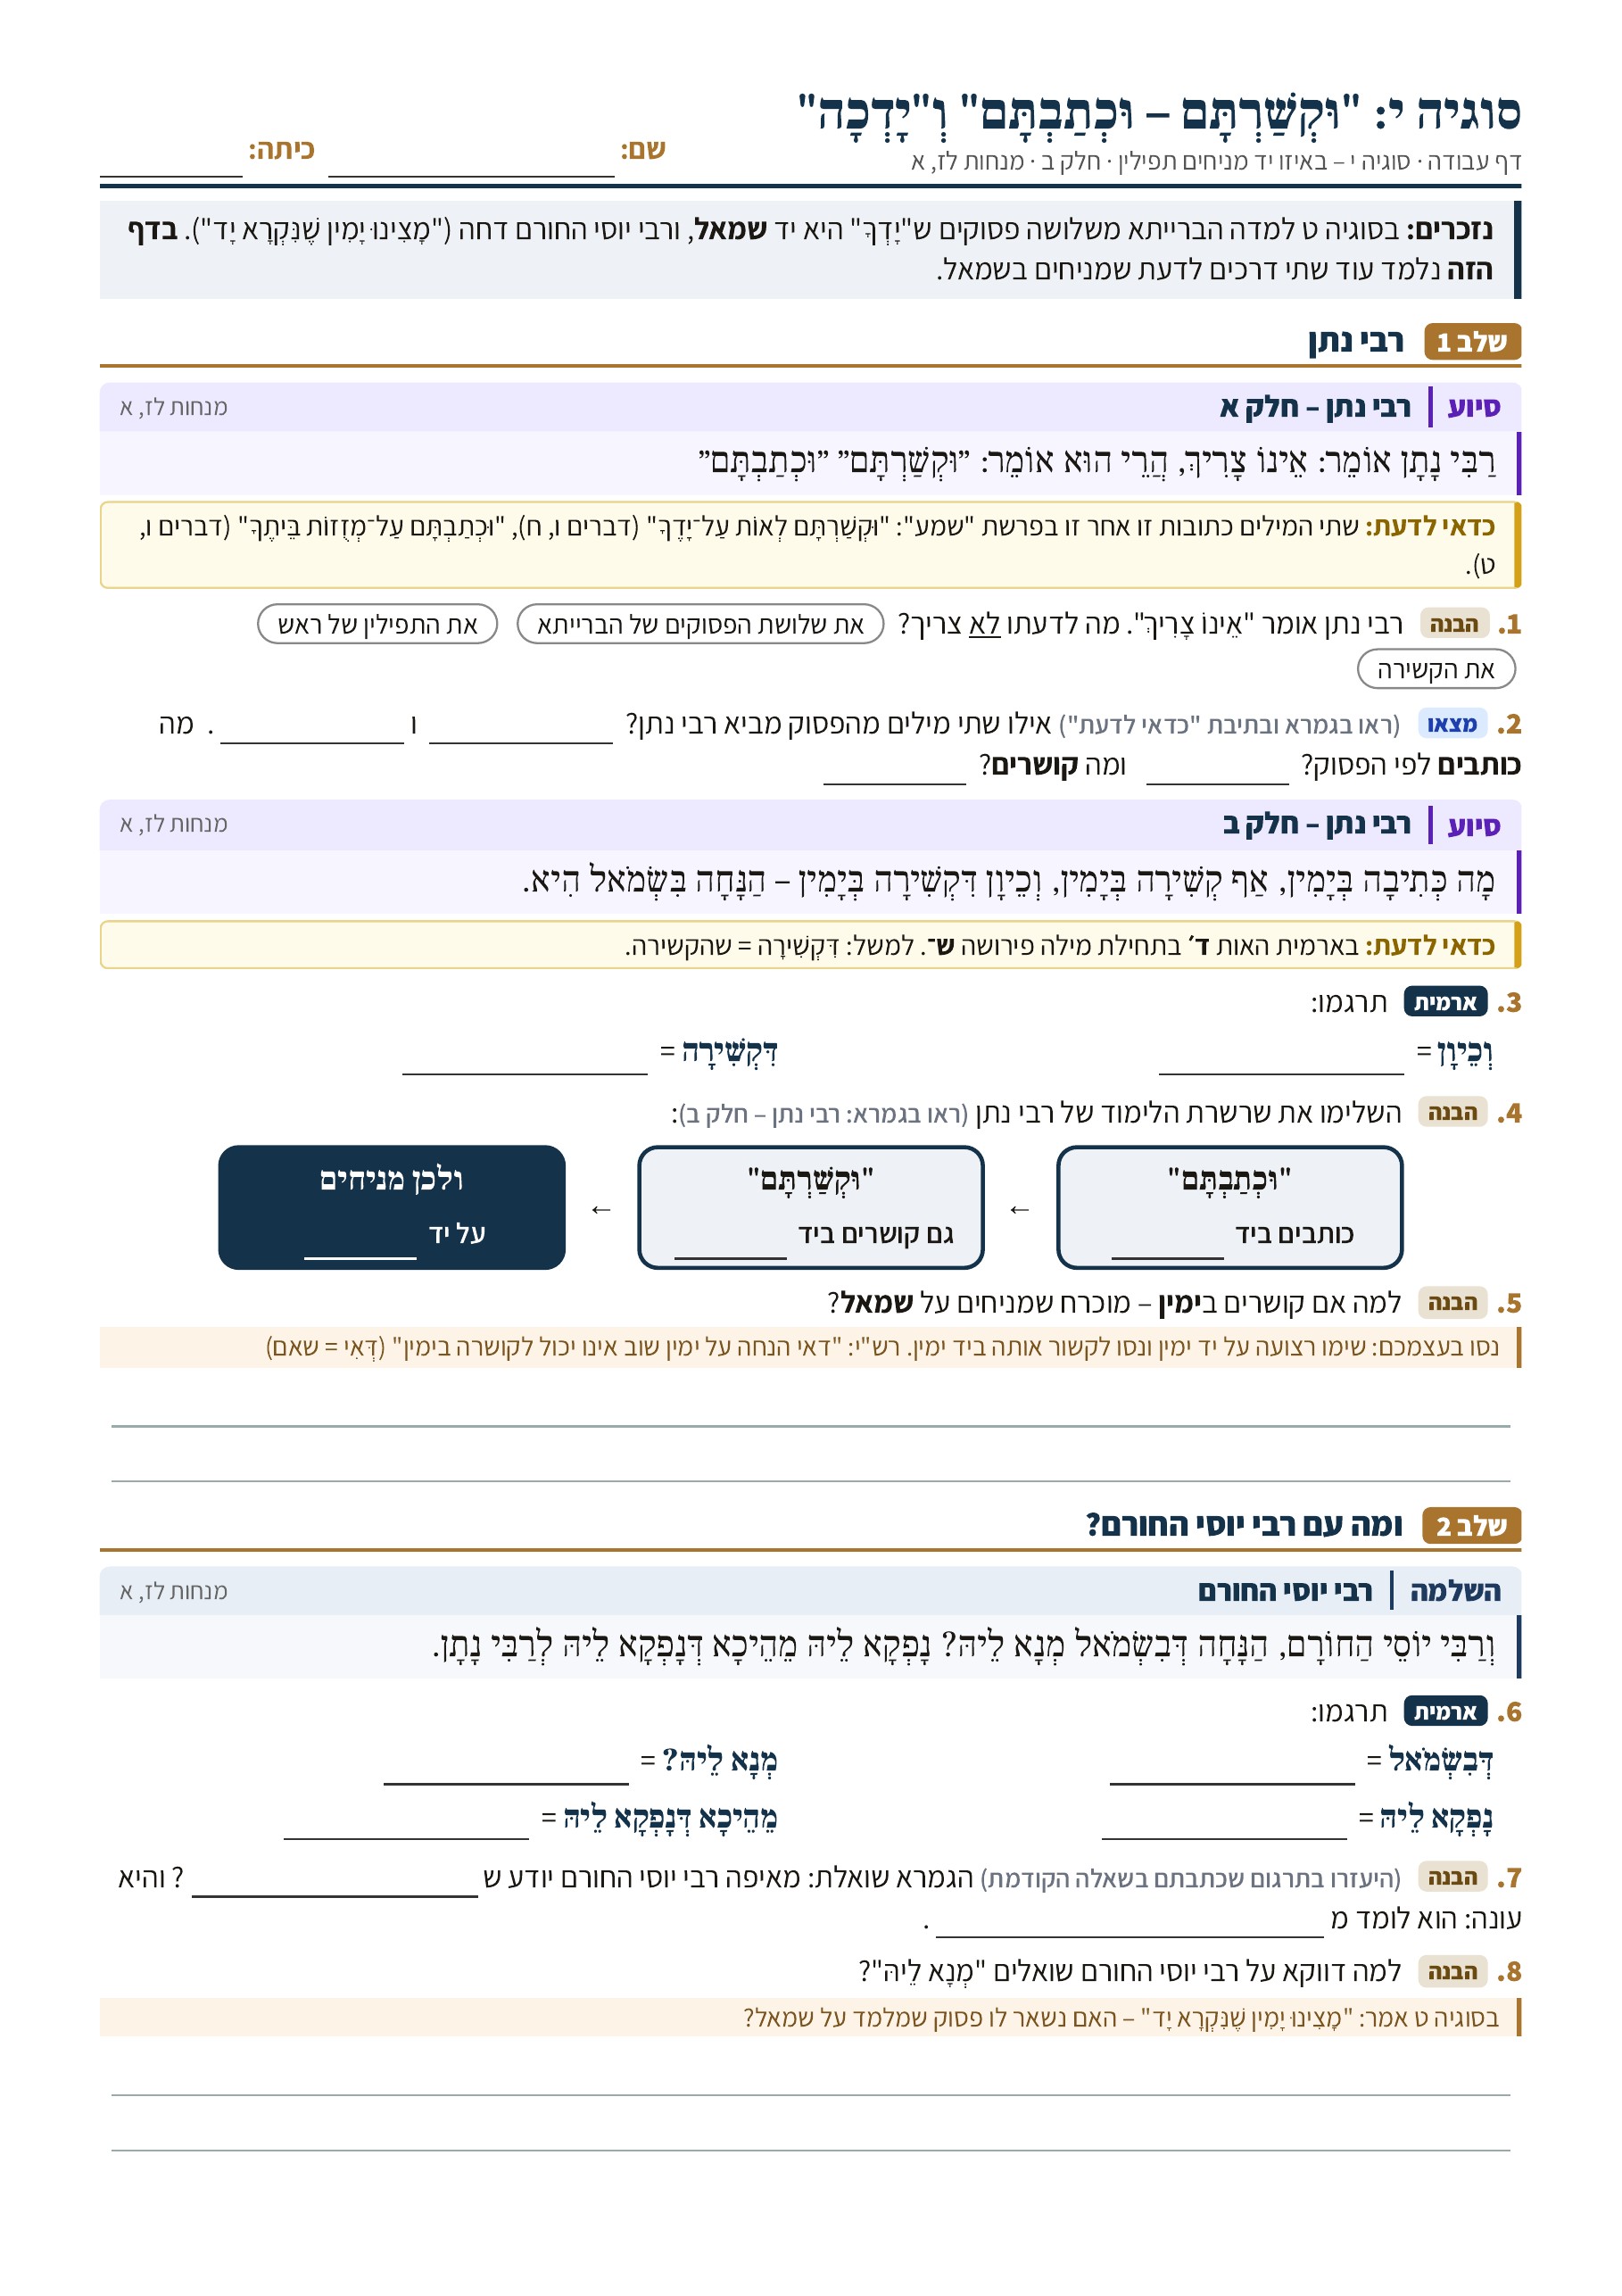 סוגיה י: "וּקְשַׁרְתָּם – וּכְתַבְתָּם" וְ"יָדְכָה"
שם: כיתה:
דף עבודה · סוגיה י – באיזו יד מניחים תפילין · חלק ב · מנחות לז, א
נזכרים: בסוגיה ט למדה הברייתא משלושה פסוקים ש"יָדְךָ" היא יד שמאל, ורבי יוסי החורם דחה ("מָצִינוּ יָמִין שֶׁנִּקְרָא יָד"). בדף
הזה נלמד עוד שתי דרכים לדעת שמניחים בשמאל.
שלב 1 רבי נתן
סיוע רבי נתן – חלק א מנחות לז, א
רַבִּי נָתָן אוֹמֵר: אֵינוֹ צָרִיךְ, הֲרֵי הוּא אוֹמֵר: ״וּקְשַׁרְתָּם״ ״וּכְתַבְתָּם״
כדאי לדעת: שתי המילים כתובות זו אחר זו בפרשת "שמע": "וּקְשַׁרְתָּם לְאוֹת עַל־יָדֶךָ" (דברים ו, ח), "וּכְתַבְתָּם עַל־מְזֻזוֹת בֵּיתֶךָ" (דברים ו,
ט).
1. הבנה רבי נתן אומר "אֵינוֹ צָרִיךְ". מה לדעתו לֹא צריך? את שלושת הפסוקים של הברייתא את התפילין של ראש
את הקשירה
2. מצאו (ראו בגמרא ובתיבת "כדאי לדעת") אילו שתי מילים מהפסוק מביא רבי נתן? ו . מה
כותבים לפי הפסוק? ומה קושרים?
סיוע רבי נתן – חלק ב מנחות לז, א
מָה כְּתִיבָה בְּיָמִין, אַף קְשִׁירָה בְּיָמִין, וְכֵיוָן דִּקְשִׁירָה בְּיָמִין – הַנָּחָה בִּשְׂמֹאל הִיא.
כדאי לדעת: בארמית האות ד׳ בתחילת מילה פירושה ש־. למשל: דִּקְשִׁירָה = שהקשירה.
3. ארמית תרגמו:
וְכֵיוָן = דִּקְשִׁירָה =
4. הבנה השלימו את שרשרת הלימוד של רבי נתן (ראו בגמרא: רבי נתן – חלק ב):
"וּכְתַבְתָּם" "וּקְשַׁרְתָּם" ולכן מניחים
כותבים ביד ← גם קושרים ביד ← על יד
5. הבנה למה אם קושרים בימין – מוכרח שמניחים על שמאל?
נסו בעצמכם: שימו רצועה על יד ימין ונסו לקשור אותה ביד ימין. רש"י: "דאי הנחה על ימין שוב אינו יכול לקושרה בימין" (דְּאִי = שאם)
שלב 2 ומה עם רבי יוסי החורם?
השלמה רבי יוסי החורם מנחות לז, א
וְרַבִּי יוֹסֵי הַחוֹרָם, הַנָּחָה דְּבִשְׂמֹאל מְנָא לֵיהּ? נָפְקָא לֵיהּ מֵהֵיכָא דְּנָפְקָא לֵיהּ לְרַבִּי נָתָן.
6. ארמית תרגמו:
דְּבִשְׂמֹאל = מְנָא לֵיהּ? =
נָפְקָא לֵיהּ = מֵהֵיכָא דְּנָפְקָא לֵיהּ =
7. הבנה (היעזרו בתרגום שכתבתם בשאלה הקודמת) הגמרא שואלת: מאיפה רבי יוסי החורם יודע ש ? והיא
עונה: הוא לומד מ .
8. הבנה למה דווקא על רבי יוסי החורם שואלים "מְנָא לֵיהּ"?
בסוגיה ט אמר: "מָצִינוּ יָמִין שֶׁנִּקְרָא יָד" – האם נשאר לו פסוק שמלמד על שמאל?